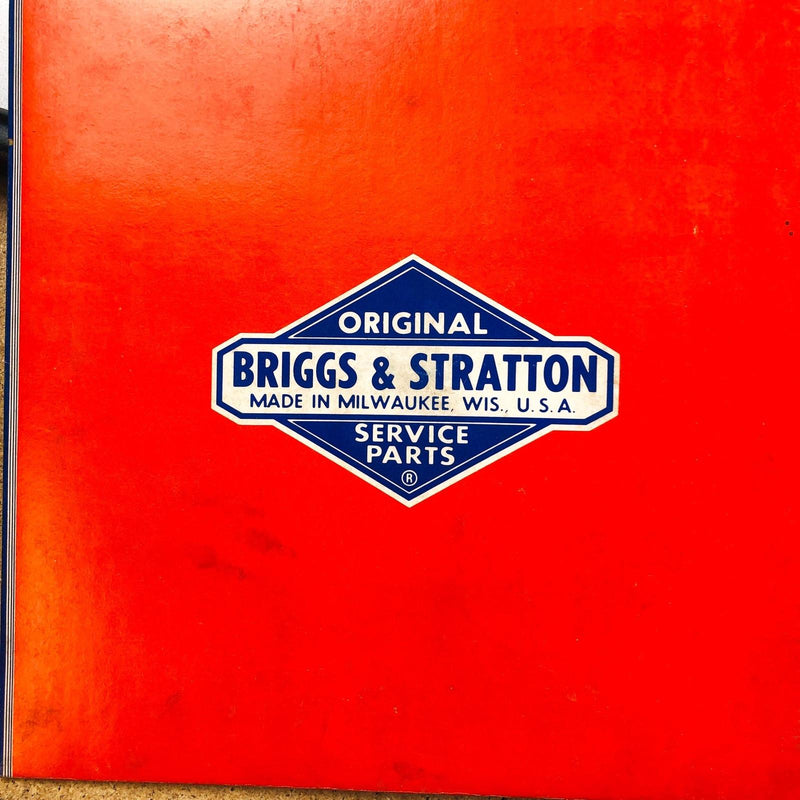 ORIGINAL
BRIGGS & STRATTON
MADE IN MILWAUKEE, WIS., U.S.A.
SERVICE
PARTS
®